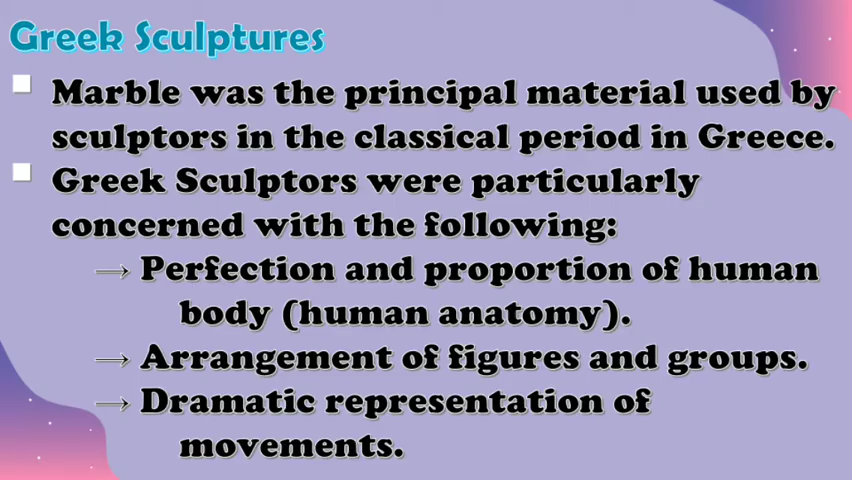 Greek Sculptures
Marble was the principal material used by
sculptors in the classical period in Greece.
Greek Sculptors were particularly
concerned with the following:
→ Perfection and proportion of human
body (human anatomy).
→ Arrangement of figures and groups.
→ Dramatic representation of
movements.